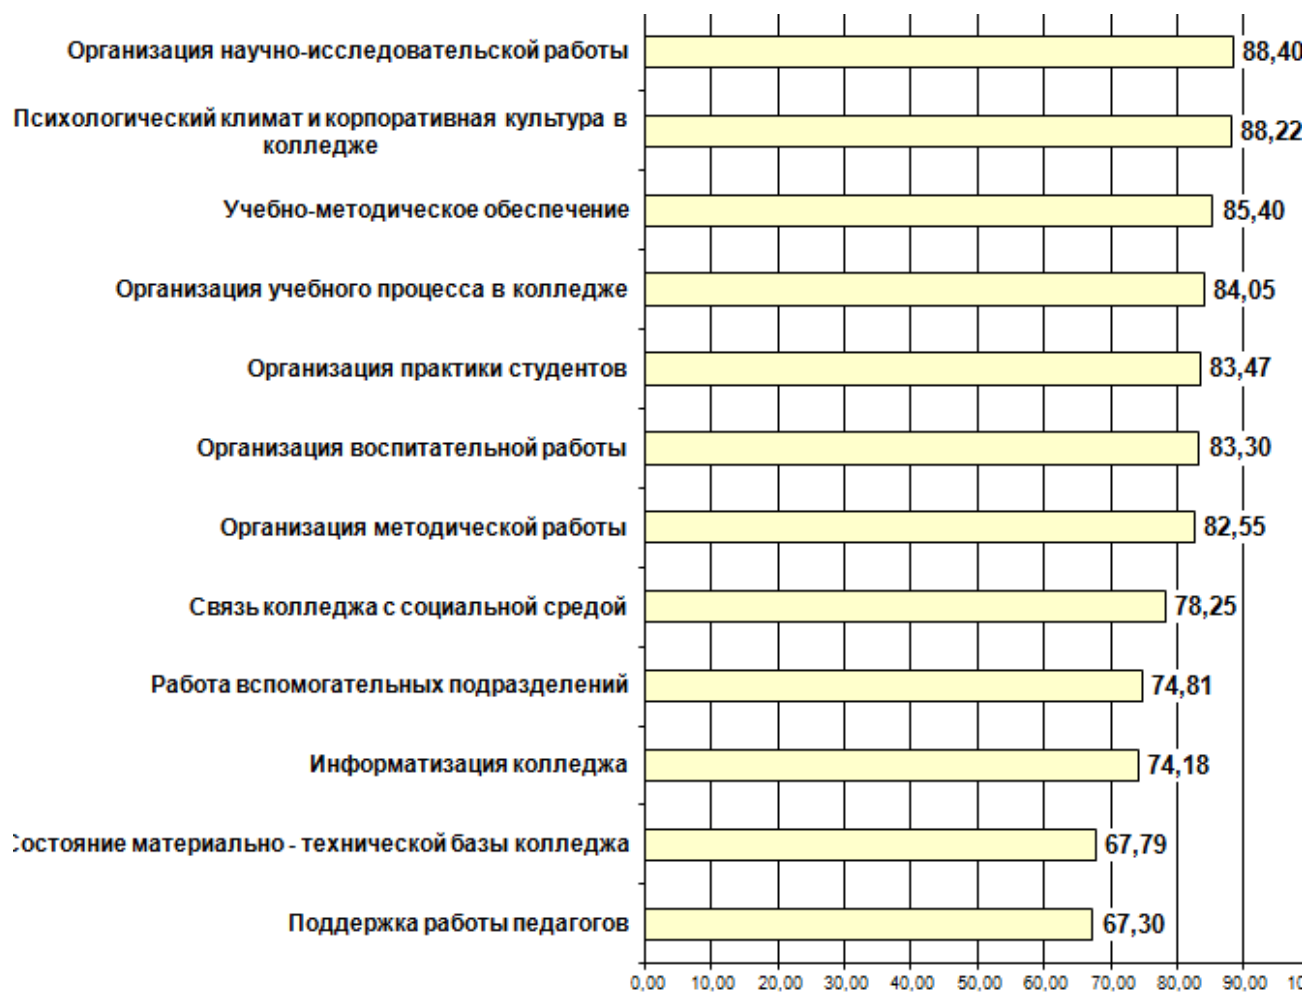 Организация научно-исследовательской работы 88,40
Психологический климат и корпоративная культура в
колледже 88,22
Учебно-методическое обеспечение 85,40
Организация учебного процесса в колледже 84,05
Организация практики студентов 83,47
Организация воспитательной работы 83,30
Организация методической работы 82,55
Связь колледжа с социальной средой 78,25
Работа вспомогательных подразделений 74,81
Информатизация колледжа 74,18
Состояние материально - технической базы колледжа 67,79
Поддержка работы педагогов 67,30
0,00 10,00 20,00 30,00 40,00 50,00 60,00 70,00 80,00 90,00